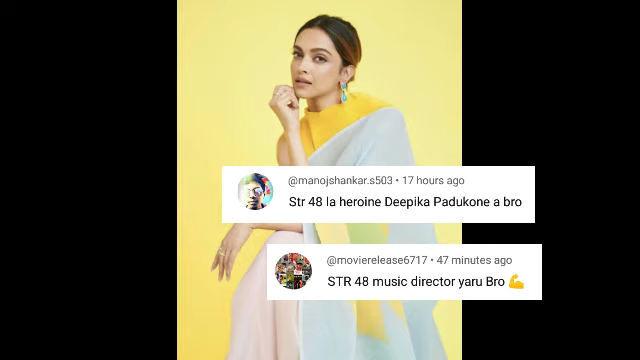 @manojshankar.s503 • 17 hours ago
Str 48 la heroine Deepika Padukone a bro
@movierelease6717 • 47 minutes ago
STR 48 music director yaru Bro 💪